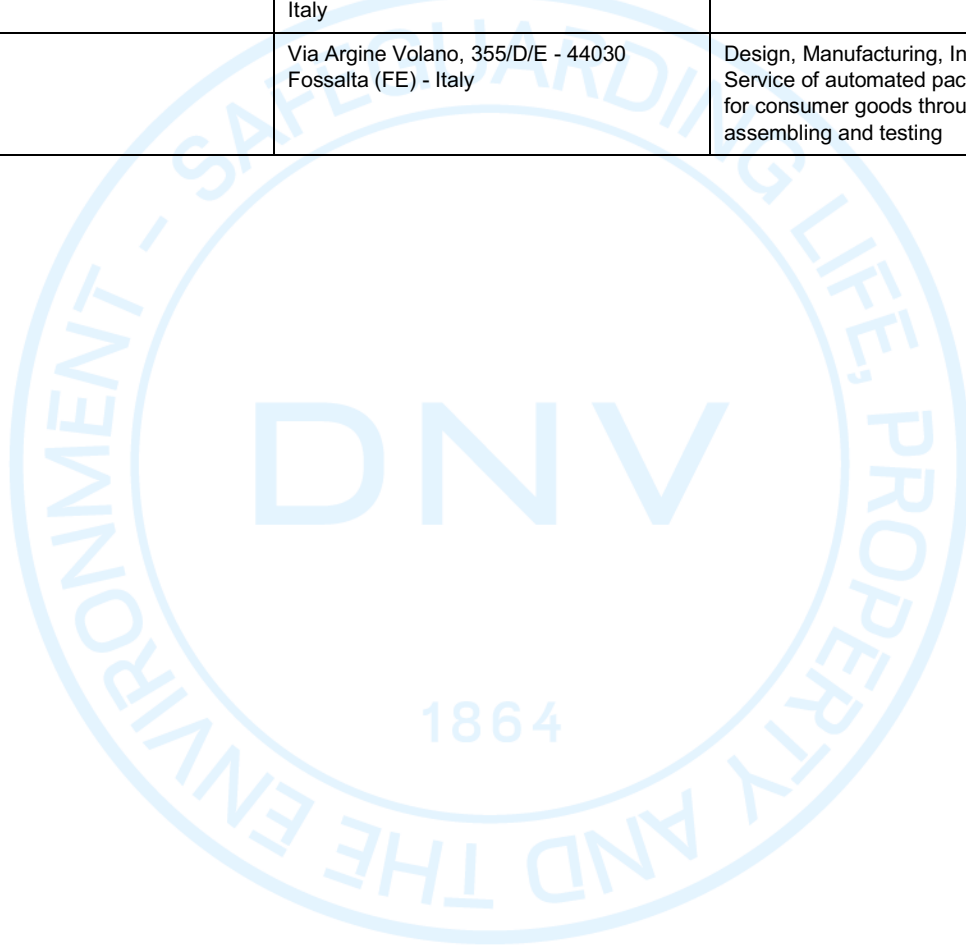 Italy
Via Argine Volano, 355/D/E - 44030
Fossalta (FE) - Italy
Design, Manufacturing, In
Service of automated pac
for consumer goods throu
assembling and testing
SAFEGUARDING LIFE, PROPERTY AND THE ENVIRONMENT -
DNV
1864